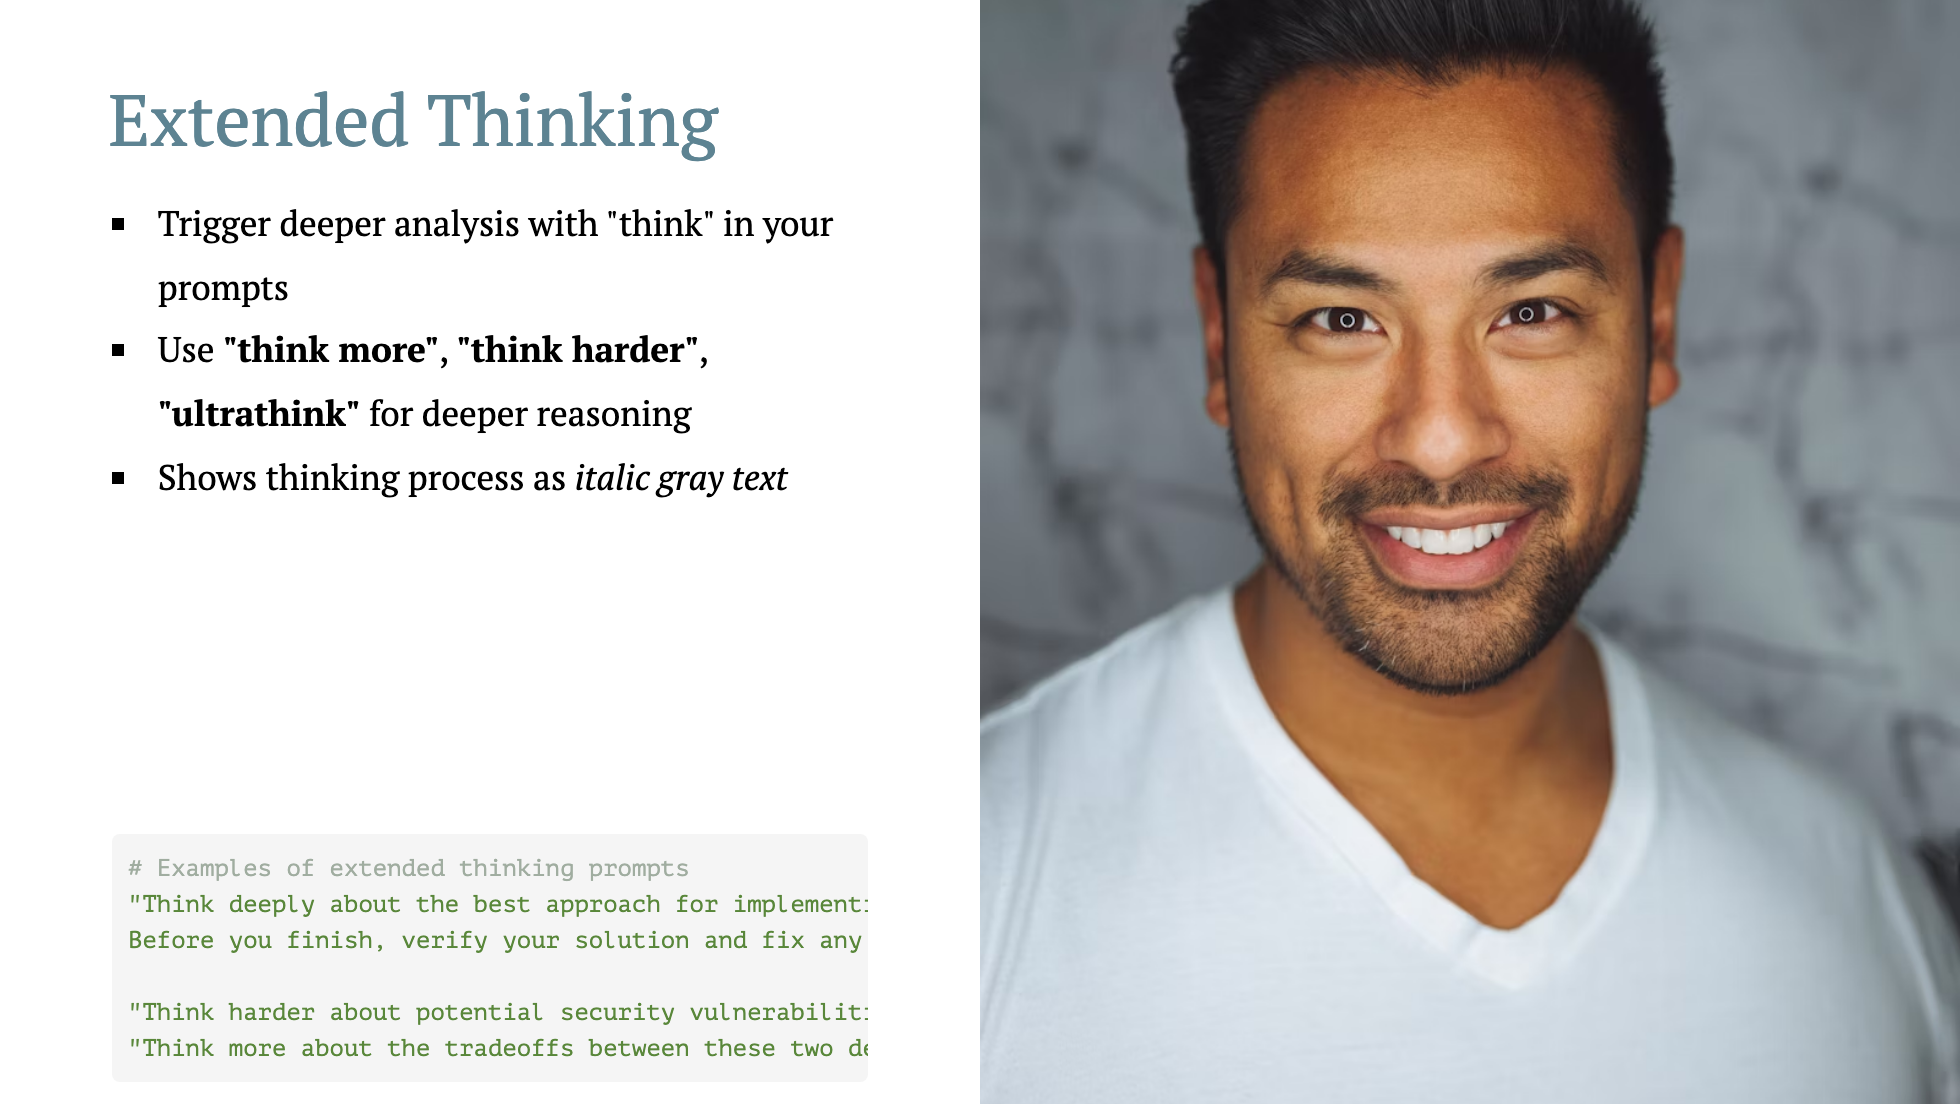 Extended Thinking
Trigger deeper analysis with "think" in your
prompts
Use "think more", "think harder",
"ultrathink" for deeper reasoning
Shows thinking process as italic gray text
# Examples of extended thinking prompts
"Think deeply about the best approach for
Before you finish, verify your solution and fix any
"Think harder about potential security
"Think more about the tradeoffs between these two